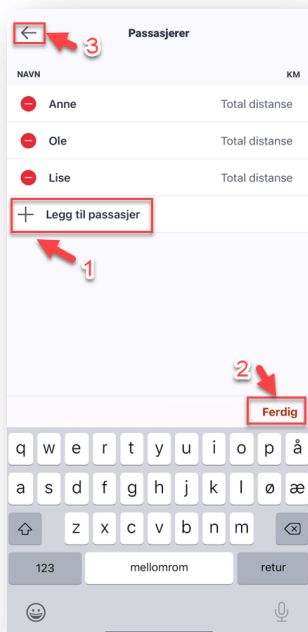 Passasjerer
3
NAVN KM
Anne Total distanse
Ole Total distanse
Lise Total distanse
Legg til passasjer
1
2
Ferdig
q w e r t y u i o p å
a s d f g h j k l ø æ
z x c v b n m
123 mellomrom retur